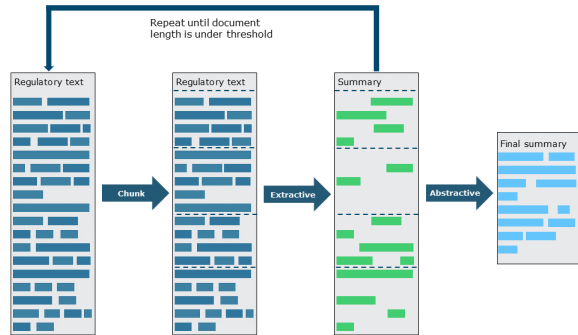 Repeat until document
length is under threshold
Regulatory text
Regulatory text
Summary
Final summary
Chunk
Extractive
Abstractive